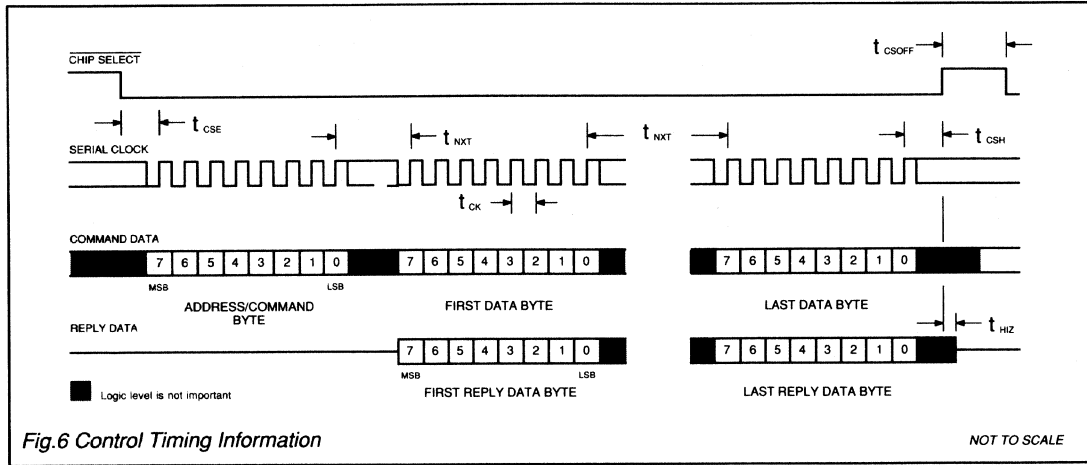 CHIP SELECT
t CSOFF
t CSE
t NXT
t NXT
t CSH
SERIAL CLOCK
t CK
COMMAND DATA
7 6 5 4 3 2 1 0
7 6 5 4 3 2 1 0
7 6 5 4 3 2 1 0
MSB
LSB
ADDRESS/COMMAND
BYTE
FIRST DATA BYTE
LAST DATA BYTE
REPLY DATA
t HIZ
7 6 5 4 3 2 1 0
7 6 5 4 3 2 1 0
MSB
LSB
Logic level is not important
FIRST REPLY DATA BYTE
LAST REPLY DATA BYTE
Fig.6 Control Timing Information
NOT TO SCALE